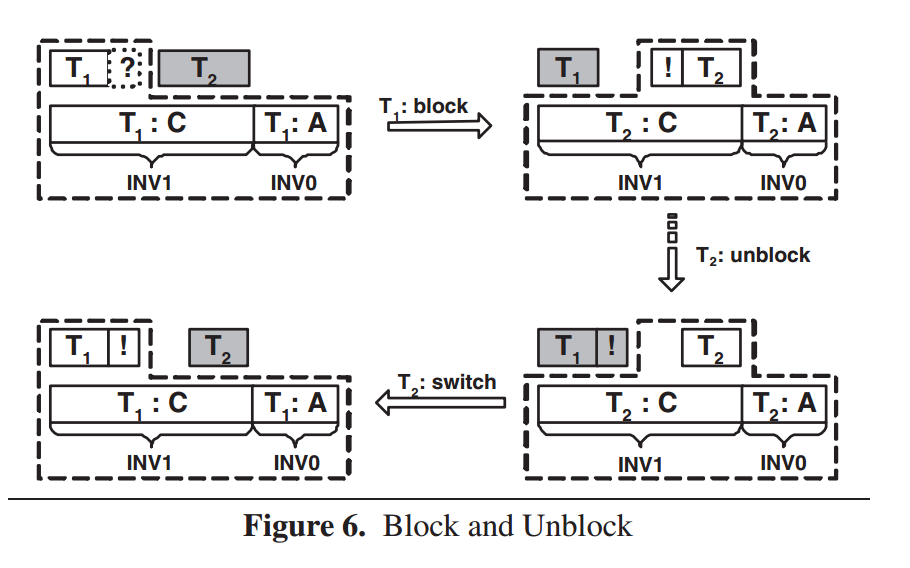 T1 ? T2
T1 : C T1: A
INV1 INV0
T1: block
T1 ! T2
T2 : C T2: A
INV1 INV0
T2: unblock
T1 ! T2
T1 : C T1: A
INV1 INV0
T2: switch
T1 ! T2
T2 : C T2: A
INV1 INV0
Figure 6. Block and Unblock